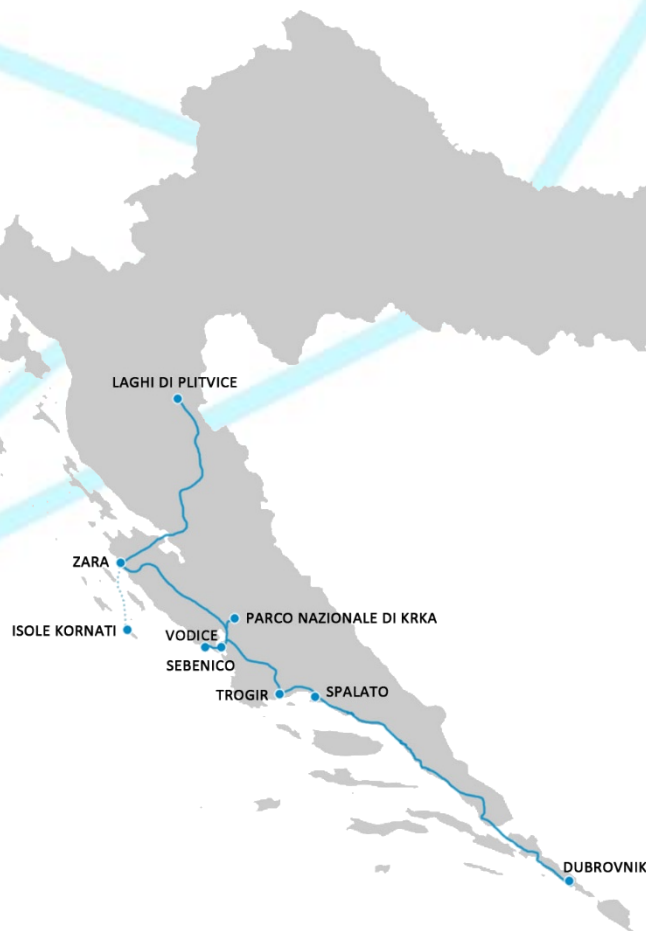 LAGHI DI PLITVICE
ZARA
PARCO NAZIONALE DI KRKA
ISOLE KORNATI
VODICE
SEBENICO
TROGIR
SPALATO
DUBROVNIK